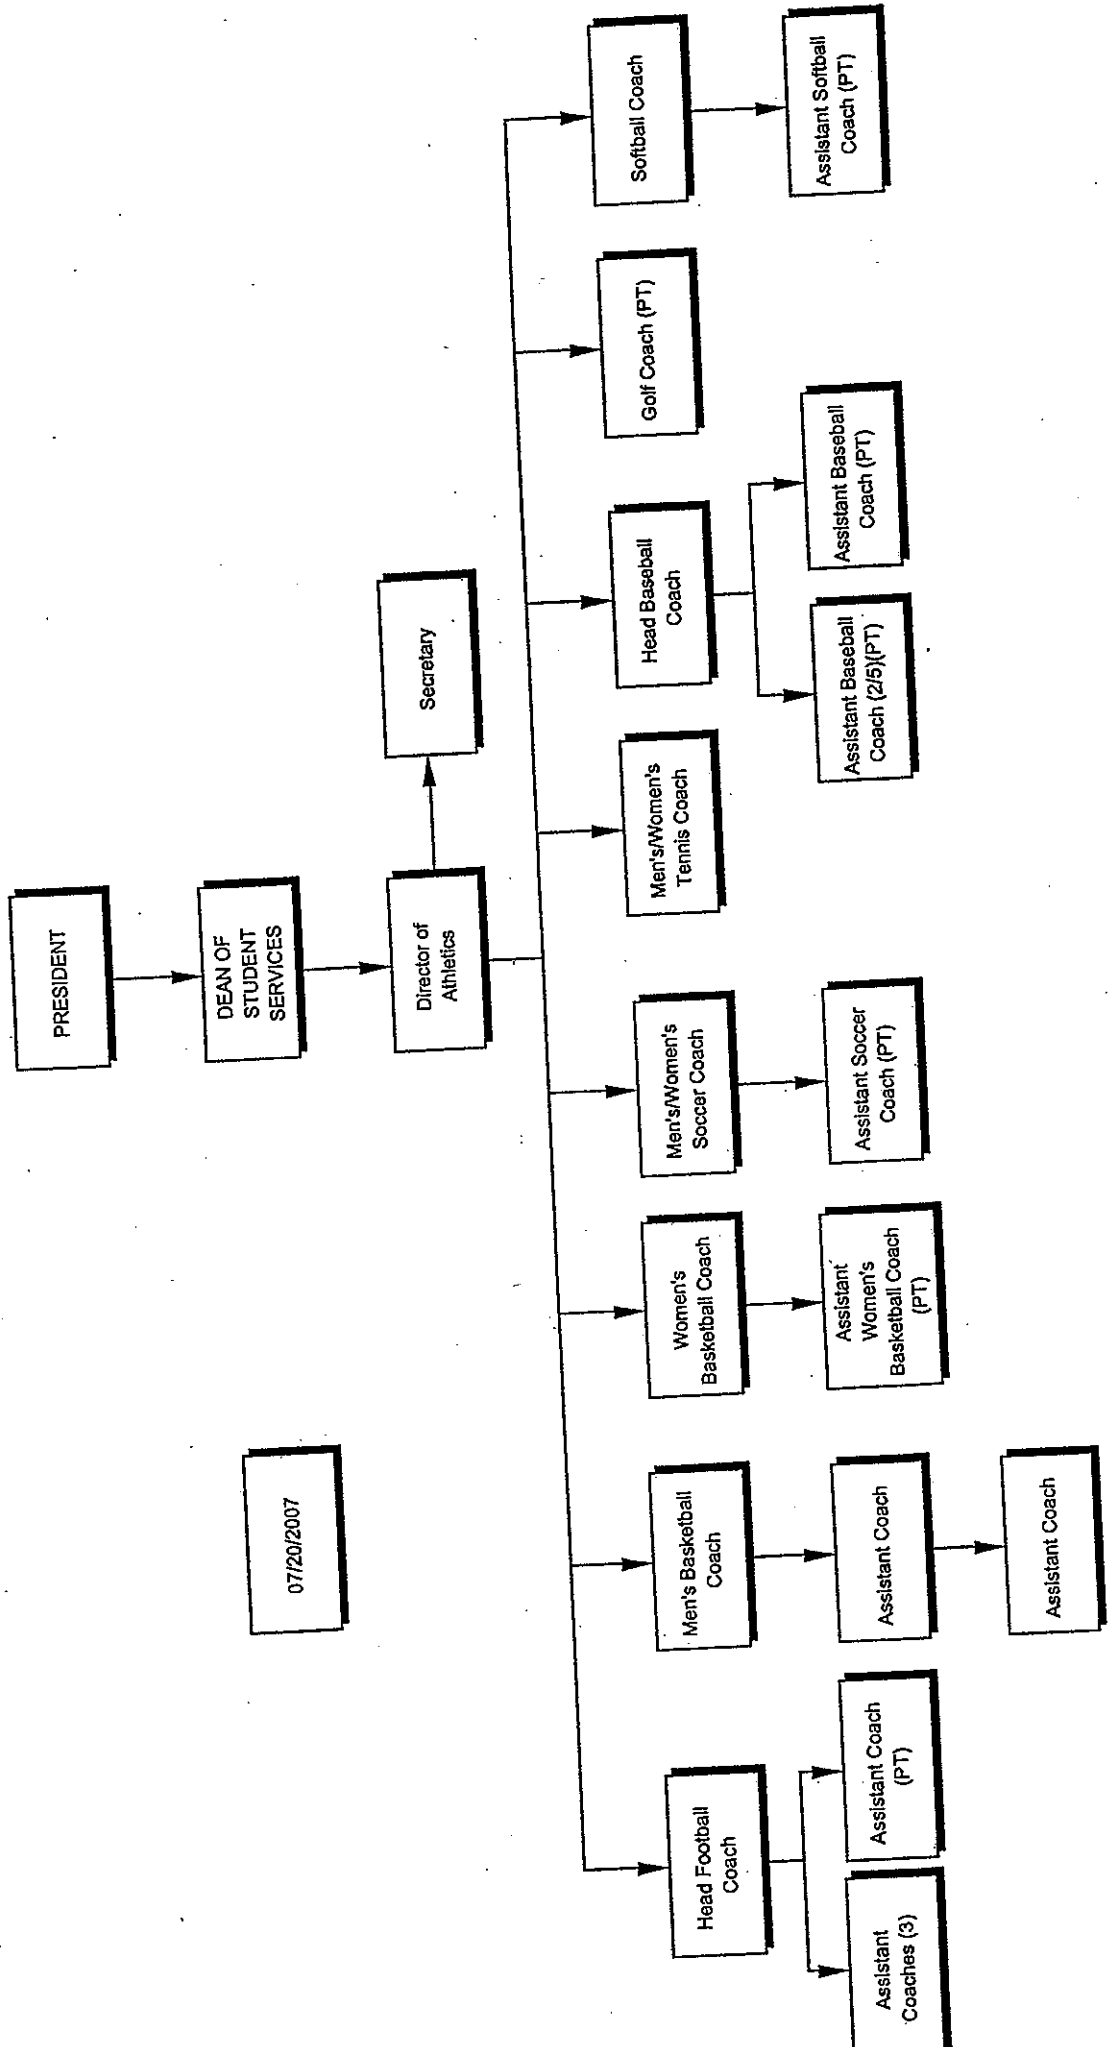 PRESIDENT
DEAN OF
STUDENT
SERVICES
07/20/2007
Director of
Athletics
Secretary
Head Football
Coach
Men's Basketball
Coach
Women's
Basketball Coach
Men's/Women's
Soccer Coach
Men's/Women's
Tennis Coach
Head Baseball
Coach
Golf Coach (PT)
Softball Coach
Assistant
Coaches (3)
Assistant Coach
(PT)
Assistant Coach
Assistant
Women's
Basketball Coach
(PT)
Assistant Soccer
Coach (PT)
Assistant Baseball
Coach (2/5)(PT)
Assistant Baseball
Coach (PT)
Assistant Softball
Coach (PT)
Assistant Coach